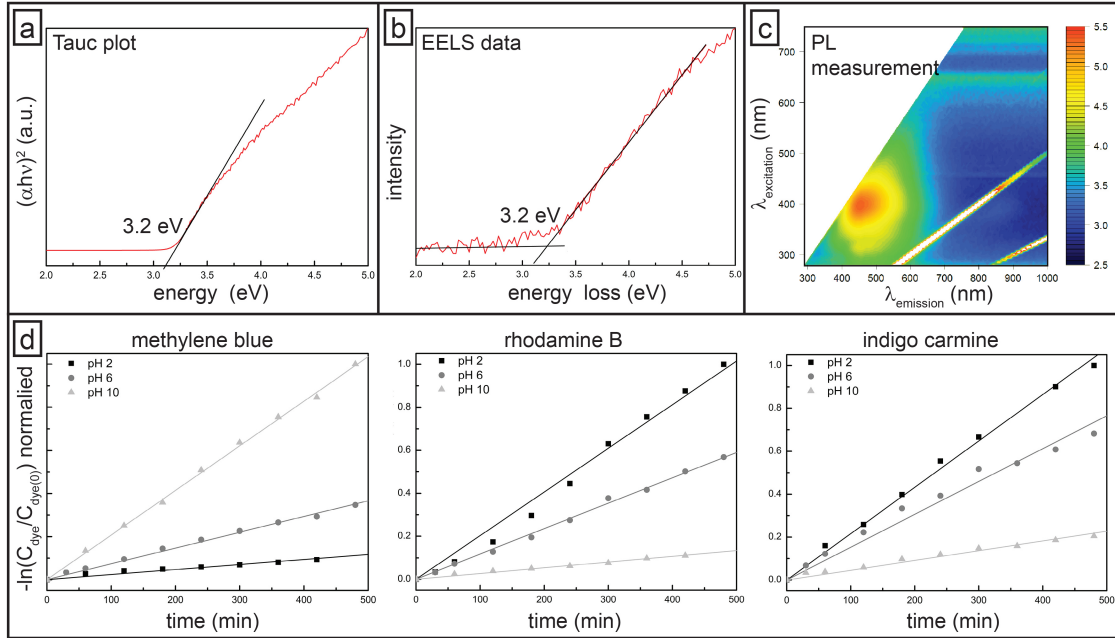 a
Tauc plot
3.2 eV
(αhν)²  (a.u.)
2.0 2.5 3.0 3.5 4.0 4.5 5.0
energy (eV)
b
EELS data
3.2 eV
intensity
2.0 2.5 3.0 3.5 4.0 4.5 5.0
energy loss (eV)
c
PL
measurement
λexcitation (nm)
700
600
500
400
300
300 400 500 600 700 800 900 1000
λemission (nm)
5.5
5.0
4.5
4.0
3.5
3.0
2.5
d
-ln(Cdye/Cdye(0)) normalied
methylene blue
pH 2
pH 6
pH 10
0 100 200 300 400 500
time (min)
rhodamine B
1.0
0.8
0.6
0.4
0.2
0.0
pH 2
pH 6
pH 10
0 100 200 300 400 500
time (min)
indigo carmine
1.0
0.8
0.6
0.4
0.2
0.0
pH 2
pH 6
pH 10
0 100 200 300 400 500
time (min)